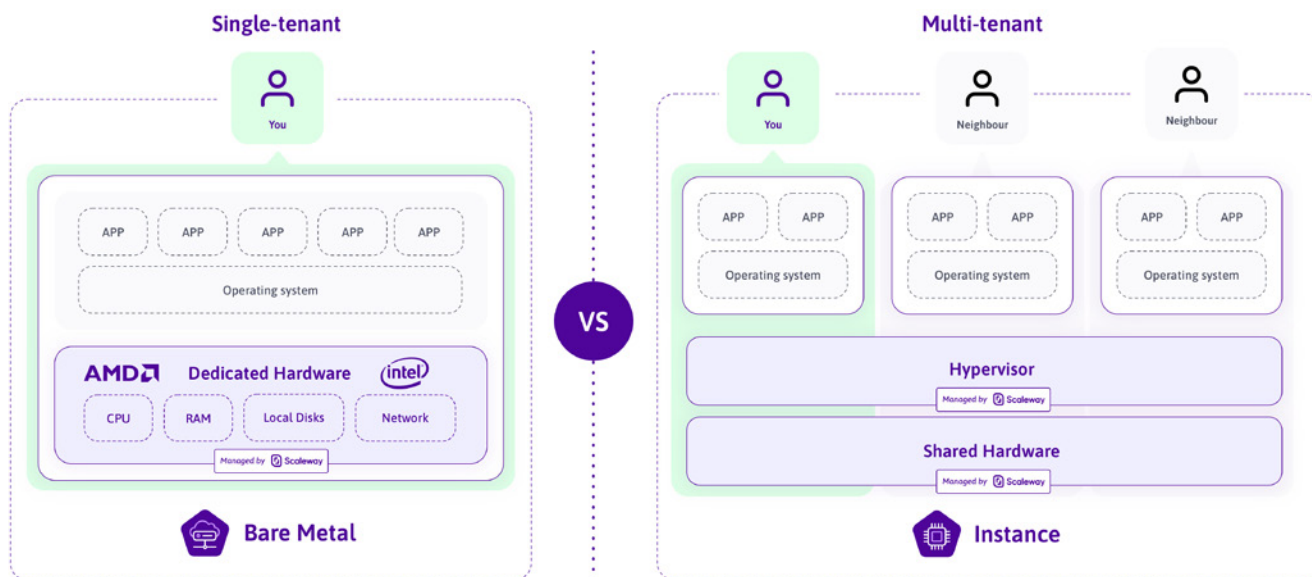 Single-tenant
You
APP APP APP APP APP
Operating system
AMD Dedicated Hardware intel
CPU RAM Local Disks Network
Managed by Scaleway
Bare Metal
VS
Multi-tenant
You Neighbour Neighbour
APP APP APP APP APP APP
Operating system Operating system Operating system
Hypervisor
Managed by Scaleway
Shared Hardware
Managed by Scaleway
Instance